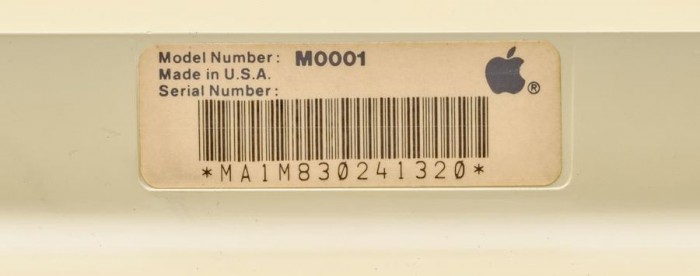 Model Number: M0001
Made in U.S.A.
Serial Number:
®
*MA1M830241320*